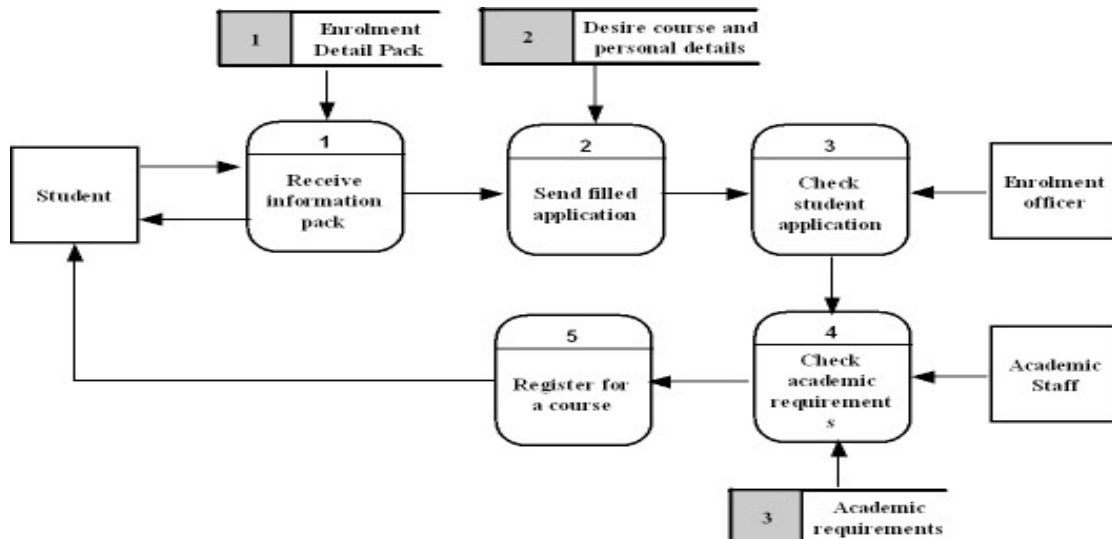 1
Enrolment
Detail Pack
2
Desire course and
personal details
Student
1
Receive
information
pack
2
Send filled
application
3
Check
student
application
Enrolment
officer
5
Register for
a course
4
Check
academic
requirement
s
Academic
Staff
3
Academic
requirements